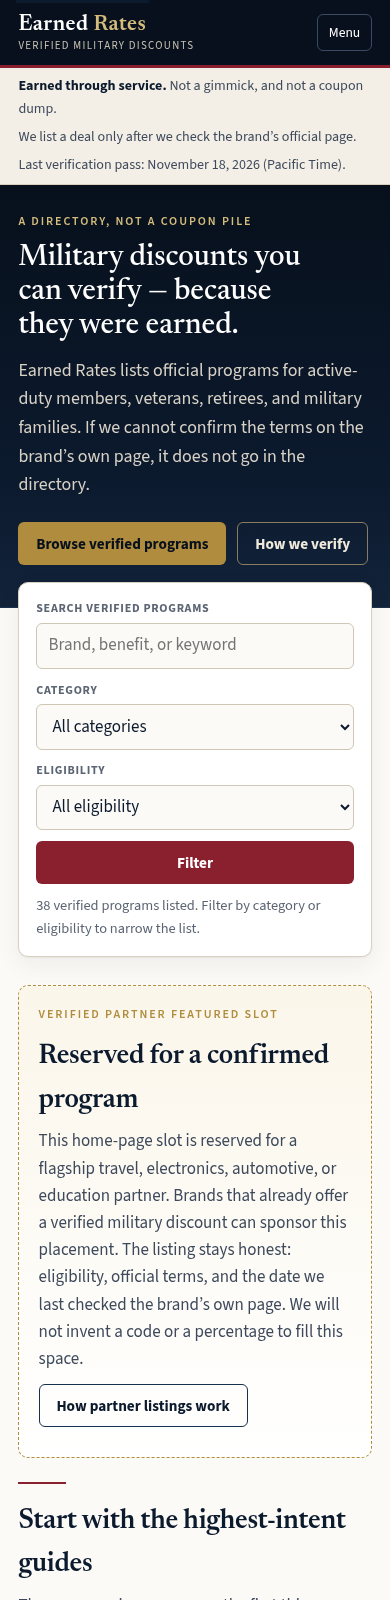 Earned Rates
VERIFIED MILITARY DISCOUNTS
Menu
Earned through service. Not a gimmick, and not a coupon
dump.
We list a deal only after we check the brand’s official page.
Last verification pass: November 18, 2026 (Pacific Time).
A DIRECTORY, NOT A COUPON PILE
Military discounts you
can verify — because
they were earned.
Earned Rates lists official programs for active-
duty members, veterans, retirees, and military
families. If we cannot confirm the terms on the
brand’s own page, it does not go in the
directory.
Browse verified programs
How we verify
SEARCH VERIFIED PROGRAMS
Brand, benefit, or keyword
CATEGORY
All categories
ELIGIBILITY
All eligibility
Filter
38 verified programs listed. Filter by category or
eligibility to narrow the list.
VERIFIED PARTNER FEATURED SLOT
Reserved for a confirmed
program
This home-page slot is reserved for a
flagship travel, electronics, automotive, or
education partner. Brands that already offer
a verified military discount can sponsor this
placement. The listing stays honest:
eligibility, official terms, and the date we
last checked the brand’s own page. We will
not invent a code or a percentage to fill this
space.
How partner listings work
Start with the highest-intent
guides